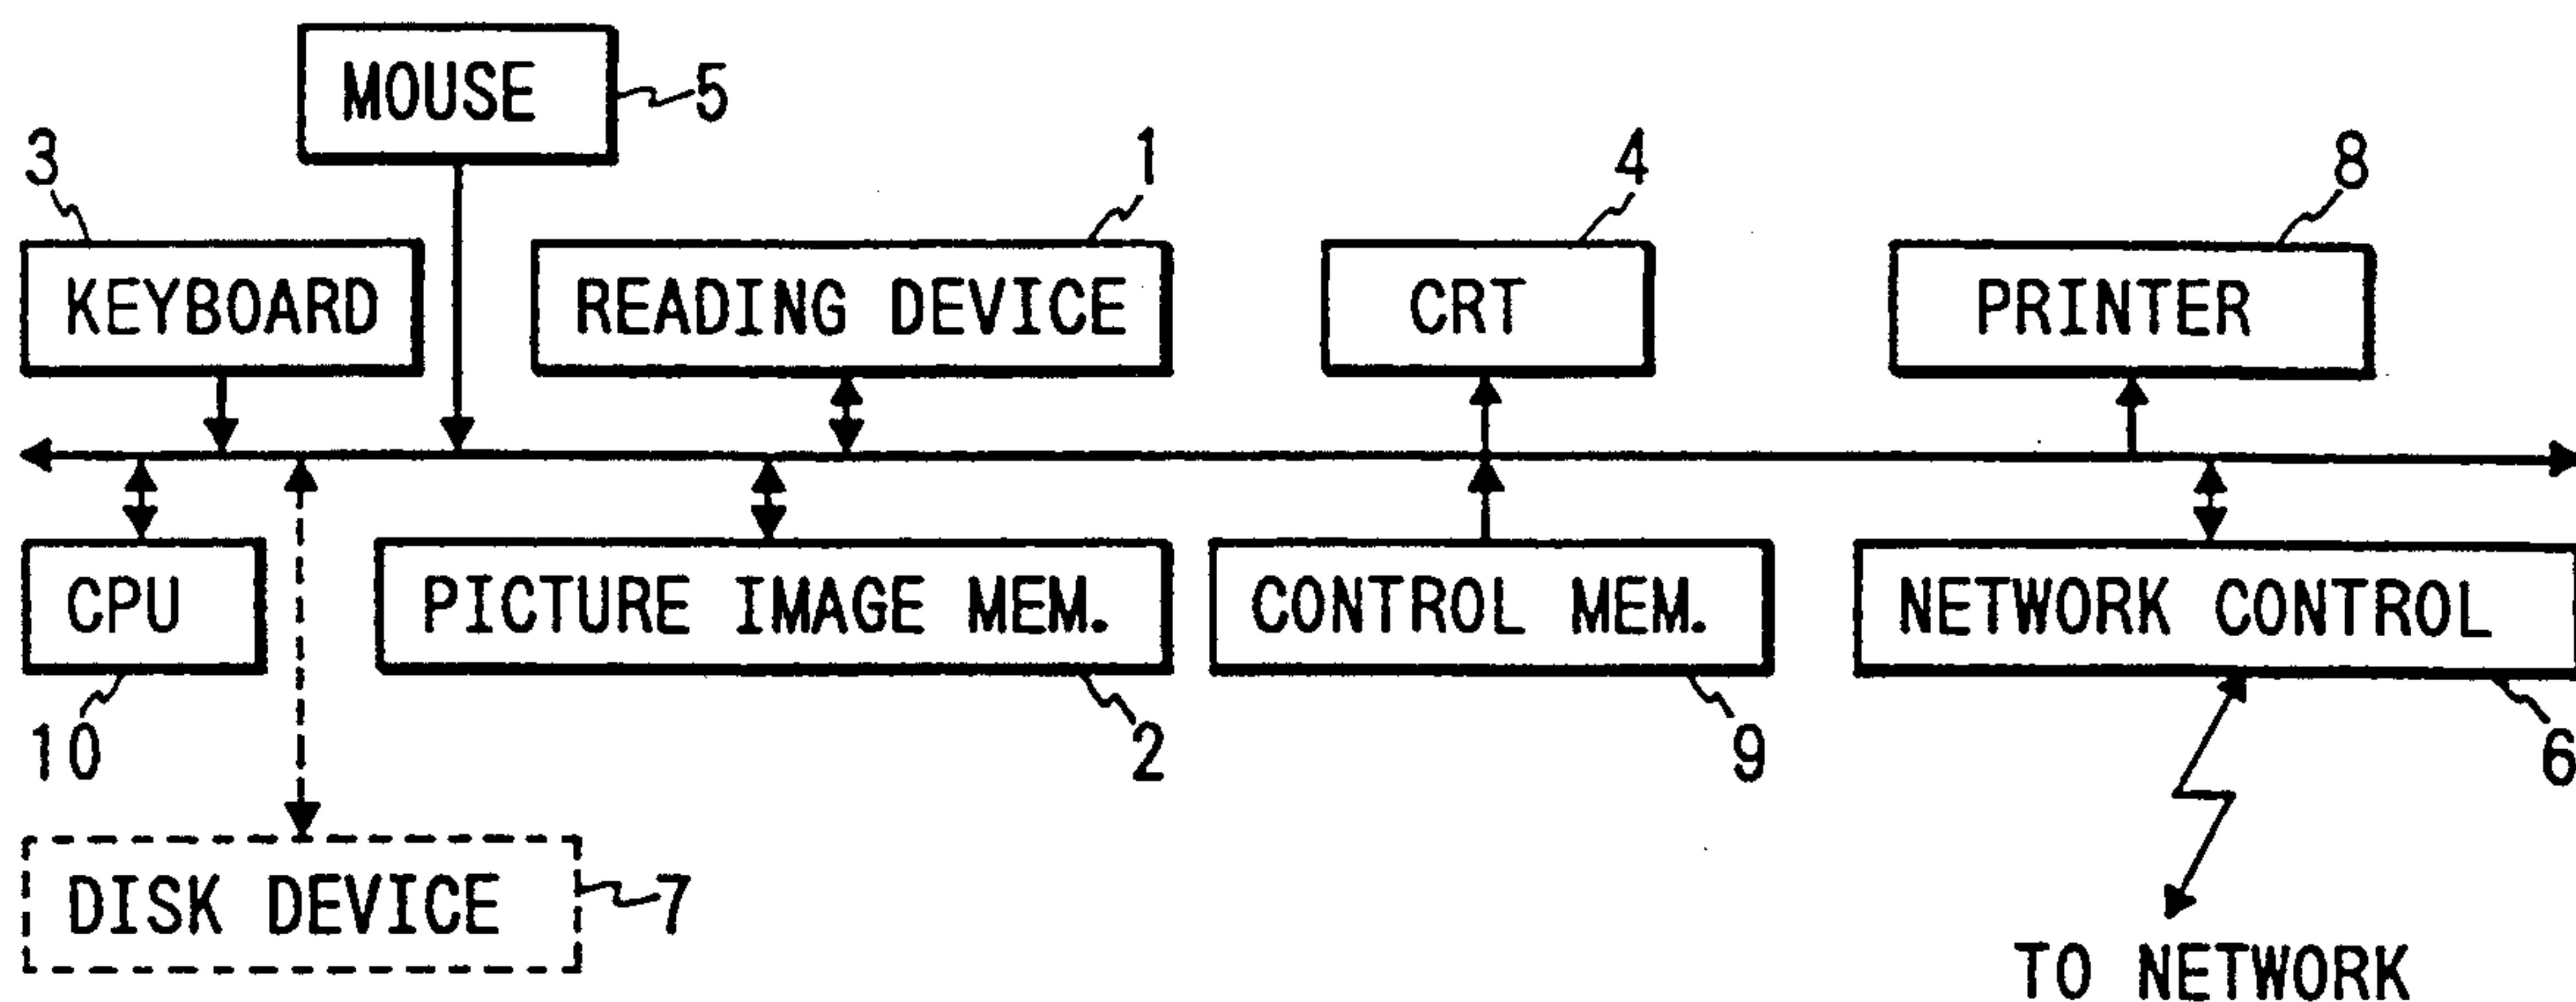 MOUSE
5
3
1
4
8
KEYBOARD
READING DEVICE
CRT
PRINTER
CPU
PICTURE IMAGE MEM.
CONTROL MEM.
NETWORK CONTROL
10
2
9
6
DISK DEVICE
7
TO NETWORK